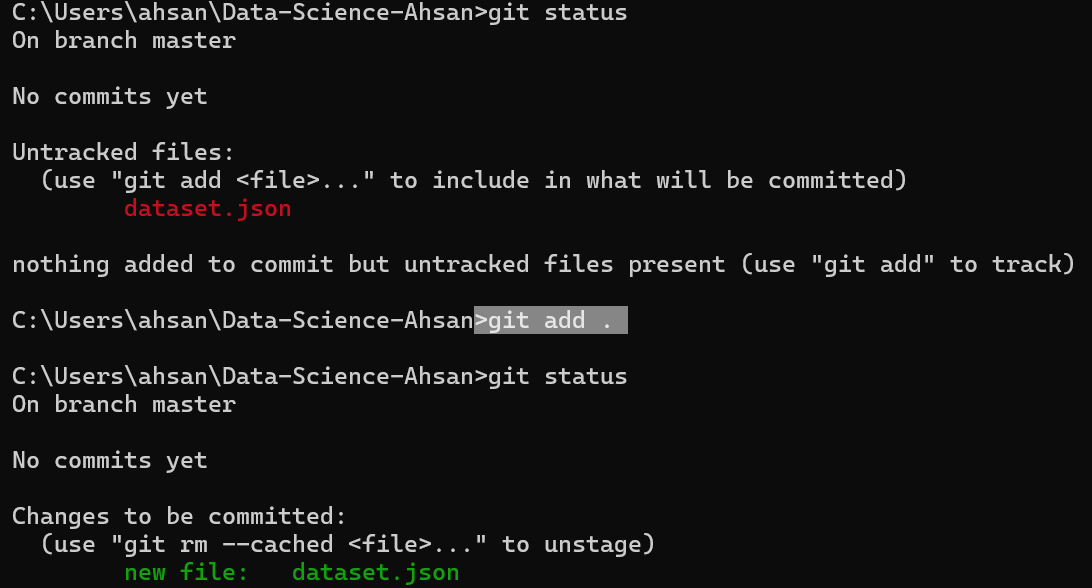 C:\Users\ahsan\Data-Science-Ahsan>git status
On branch master
No commits yet
Untracked files:
  (use "git add <file>..." to include in what will be committed)
        dataset.json
nothing added to commit but untracked files present (use "git add" to track)
C:\Users\ahsan\Data-Science-Ahsan>git add .
C:\Users\ahsan\Data-Science-Ahsan>git status
On branch master
No commits yet
Changes to be committed:
  (use "git rm --cached <file>..." to unstage)
        new file:   dataset.json